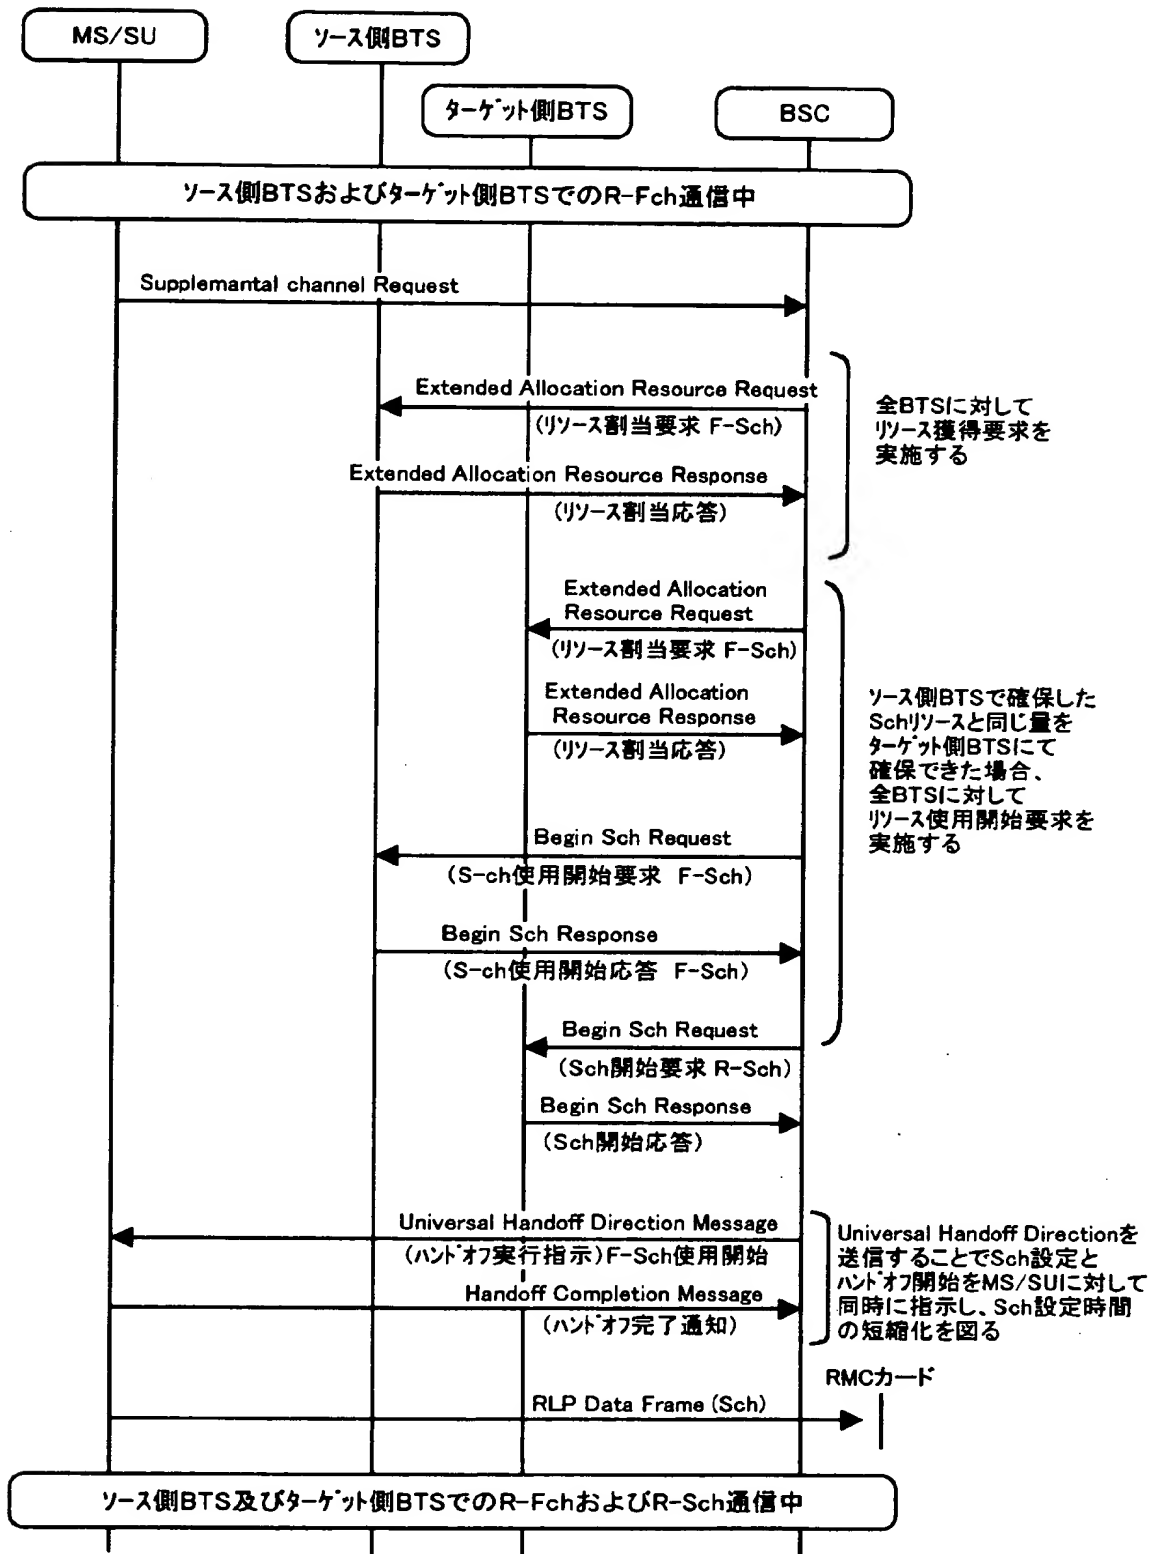 MS/SU
ソース側BTS
ターゲット側BTS
BSC
ソース側BTSおよびターゲット側BTSでのR-Fch通信中
Supplemantal channel Request
Extended Allocation Resource Request
(リソース割当要求 F-Sch)
全BTSに対して
リソース獲得要求を
実施する
Extended Allocation Resource Response
(リソース割当応答)
Extended Allocation
Resource Request
(リソース割当要求 F-Sch)
Extended Allocation
Resource Response
(リソース割当応答)
ソース側BTSで確保した
Schリソースと同じ量を
ターゲット側BTSにて
確保できた場合、
全BTSに対して
リソース使用開始要求を
実施する
Begin Sch Request
(S-ch使用開始要求 F-Sch)
Begin Sch Response
(S-ch使用開始応答 F-Sch)
Begin Sch Request
(Sch開始要求 R-Sch)
Begin Sch Response
(Sch開始応答)
Universal Handoff Direction Message
(ハンドオフ実行指示)F-Sch使用開始
Handoff Completion Message
(ハンドオフ完了通知)
Universal Handoff Directionを
送信することでSch設定と
ハンドオフ開始をMS/SUに対して
同時に指示し、Sch設定時間
の短縮化を図る
RMCカード
RLP Data Frame (Sch)
ソース側BTS及びターゲット側BTSでのR-FchおよびR-Sch通信中